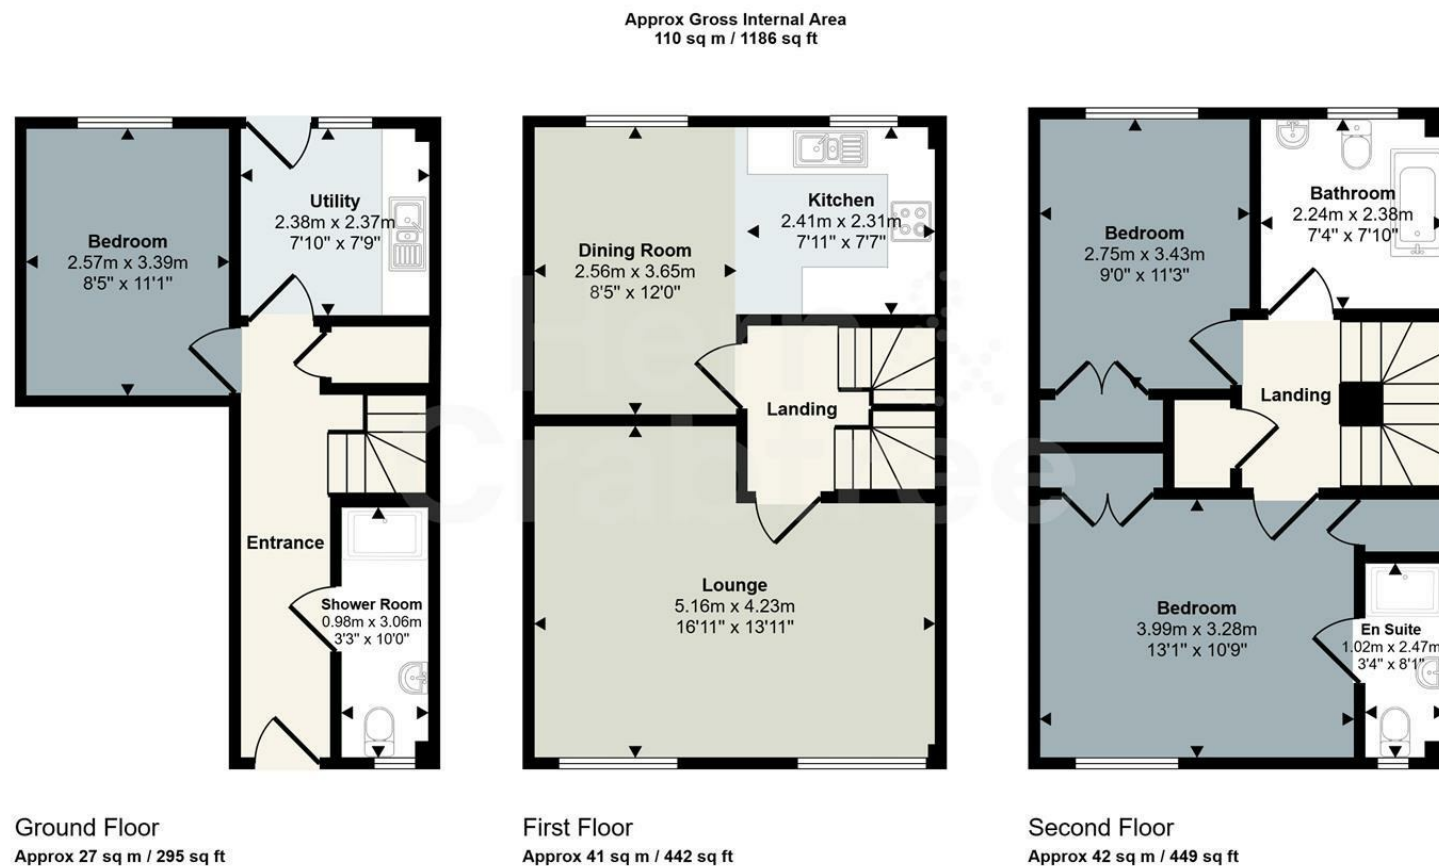 Approx Gross Internal Area
110 sq m / 1186 sq ft
Bedroom
2.57m x 3.39m
8'5" x 11'1"
Utility
2.38m x 2.37m
7'10" x 7'9"
Entrance
Shower Room
0.98m x 3.06m
3'3" x 10'0"
Ground Floor
Approx 27 sq m / 295 sq ft
Dining Room
2.56m x 3.65m
8'5" x 12'0"
Kitchen
2.41m x 2.31m
7'11" x 7'7"
Landing
Lounge
5.16m x 4.23m
16'11" x 13'11"
Hern
Crabtree
First Floor
Approx 41 sq m / 442 sq ft
Bedroom
2.75m x 3.43m
9'0" x 11'3"
Bathroom
2.24m x 2.38m
7'4" x 7'10"
Landing
Bedroom
3.99m x 3.28m
13'1" x 10'9"
En Suite
1.02m x 2.47m
3'4" x 8'1"
Second Floor
Approx 42 sq m / 449 sq ft